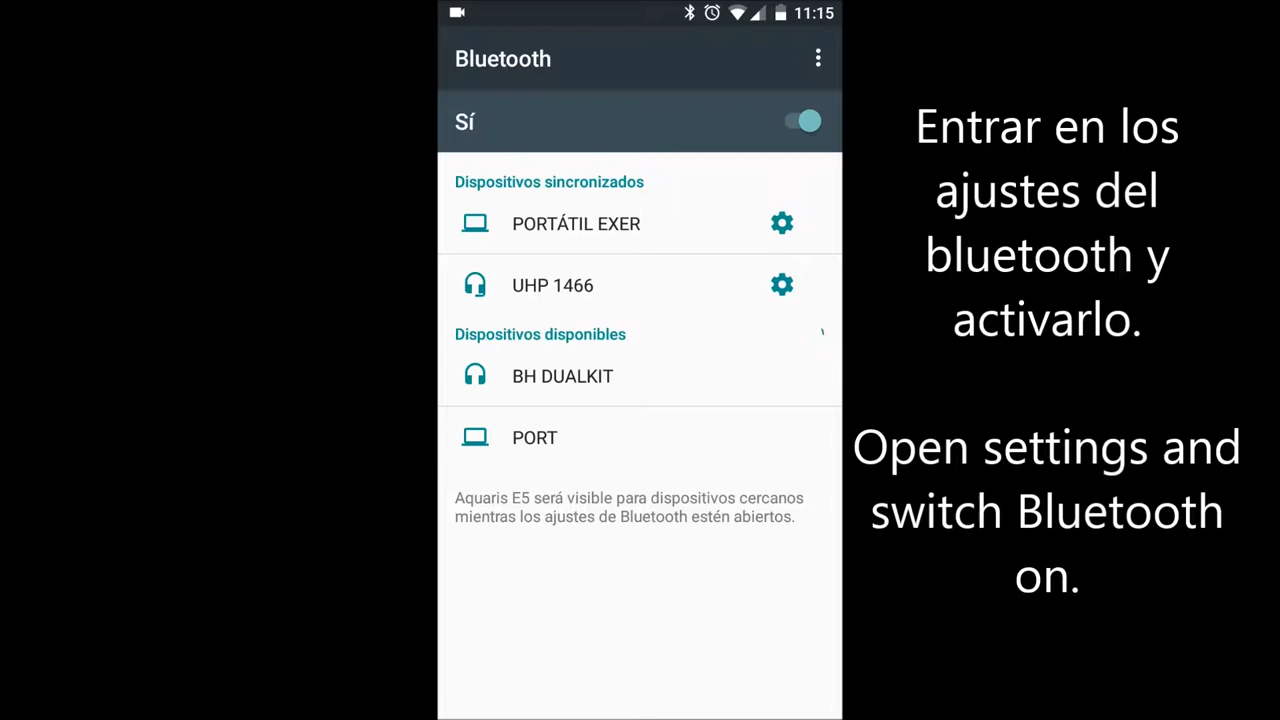 11:15
Bluetooth
Sí
Dispositivos sincronizados
PORTÁTIL EXER
UHP 1466
Dispositivos disponibles
BH DUALKIT
PORT
Aquaris E5 será visible para dispositivos cercanos
mientras los ajustes de Bluetooth estén abiertos.
Entrar en los
ajustes del
bluetooth y
activarlo.
Open settings and
switch Bluetooth
on.